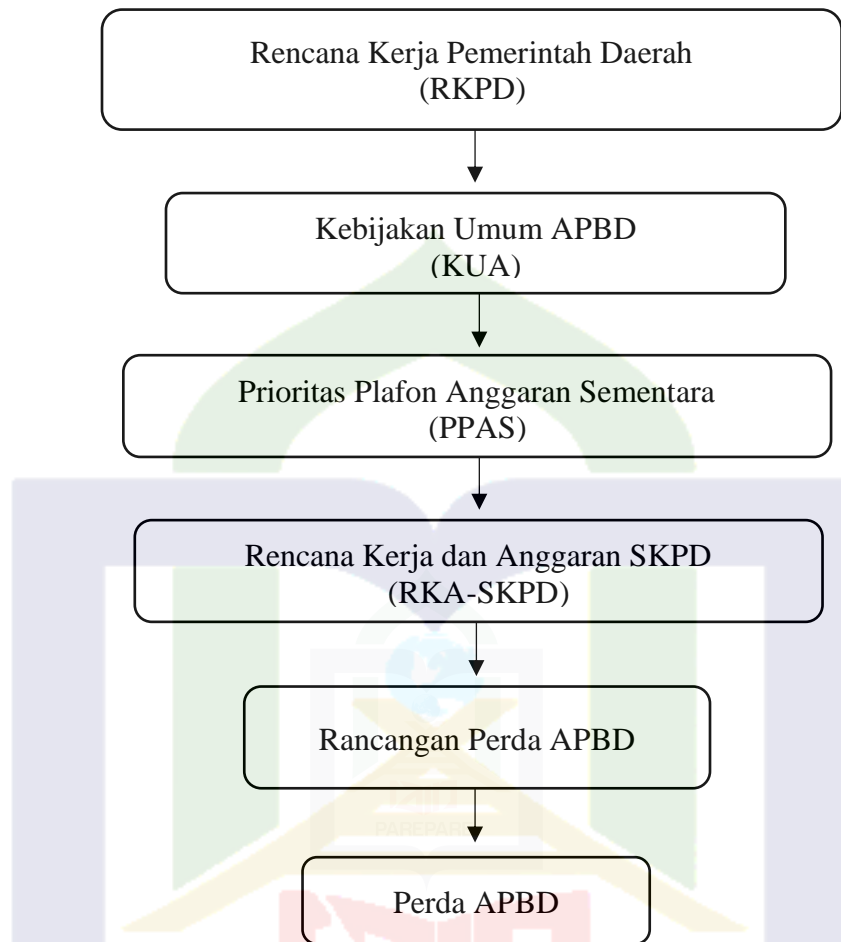 Rencana Kerja Pemerintah Daerah
(RKPD)
Kebijakan Umum APBD
(KUA)
Prioritas Plafon Anggaran Sementara
(PPAS)
Rencana Kerja dan Anggaran SKPD
(RKA-SKPD)
Rancangan Perda APBD
PAREPARE
Perda APBD